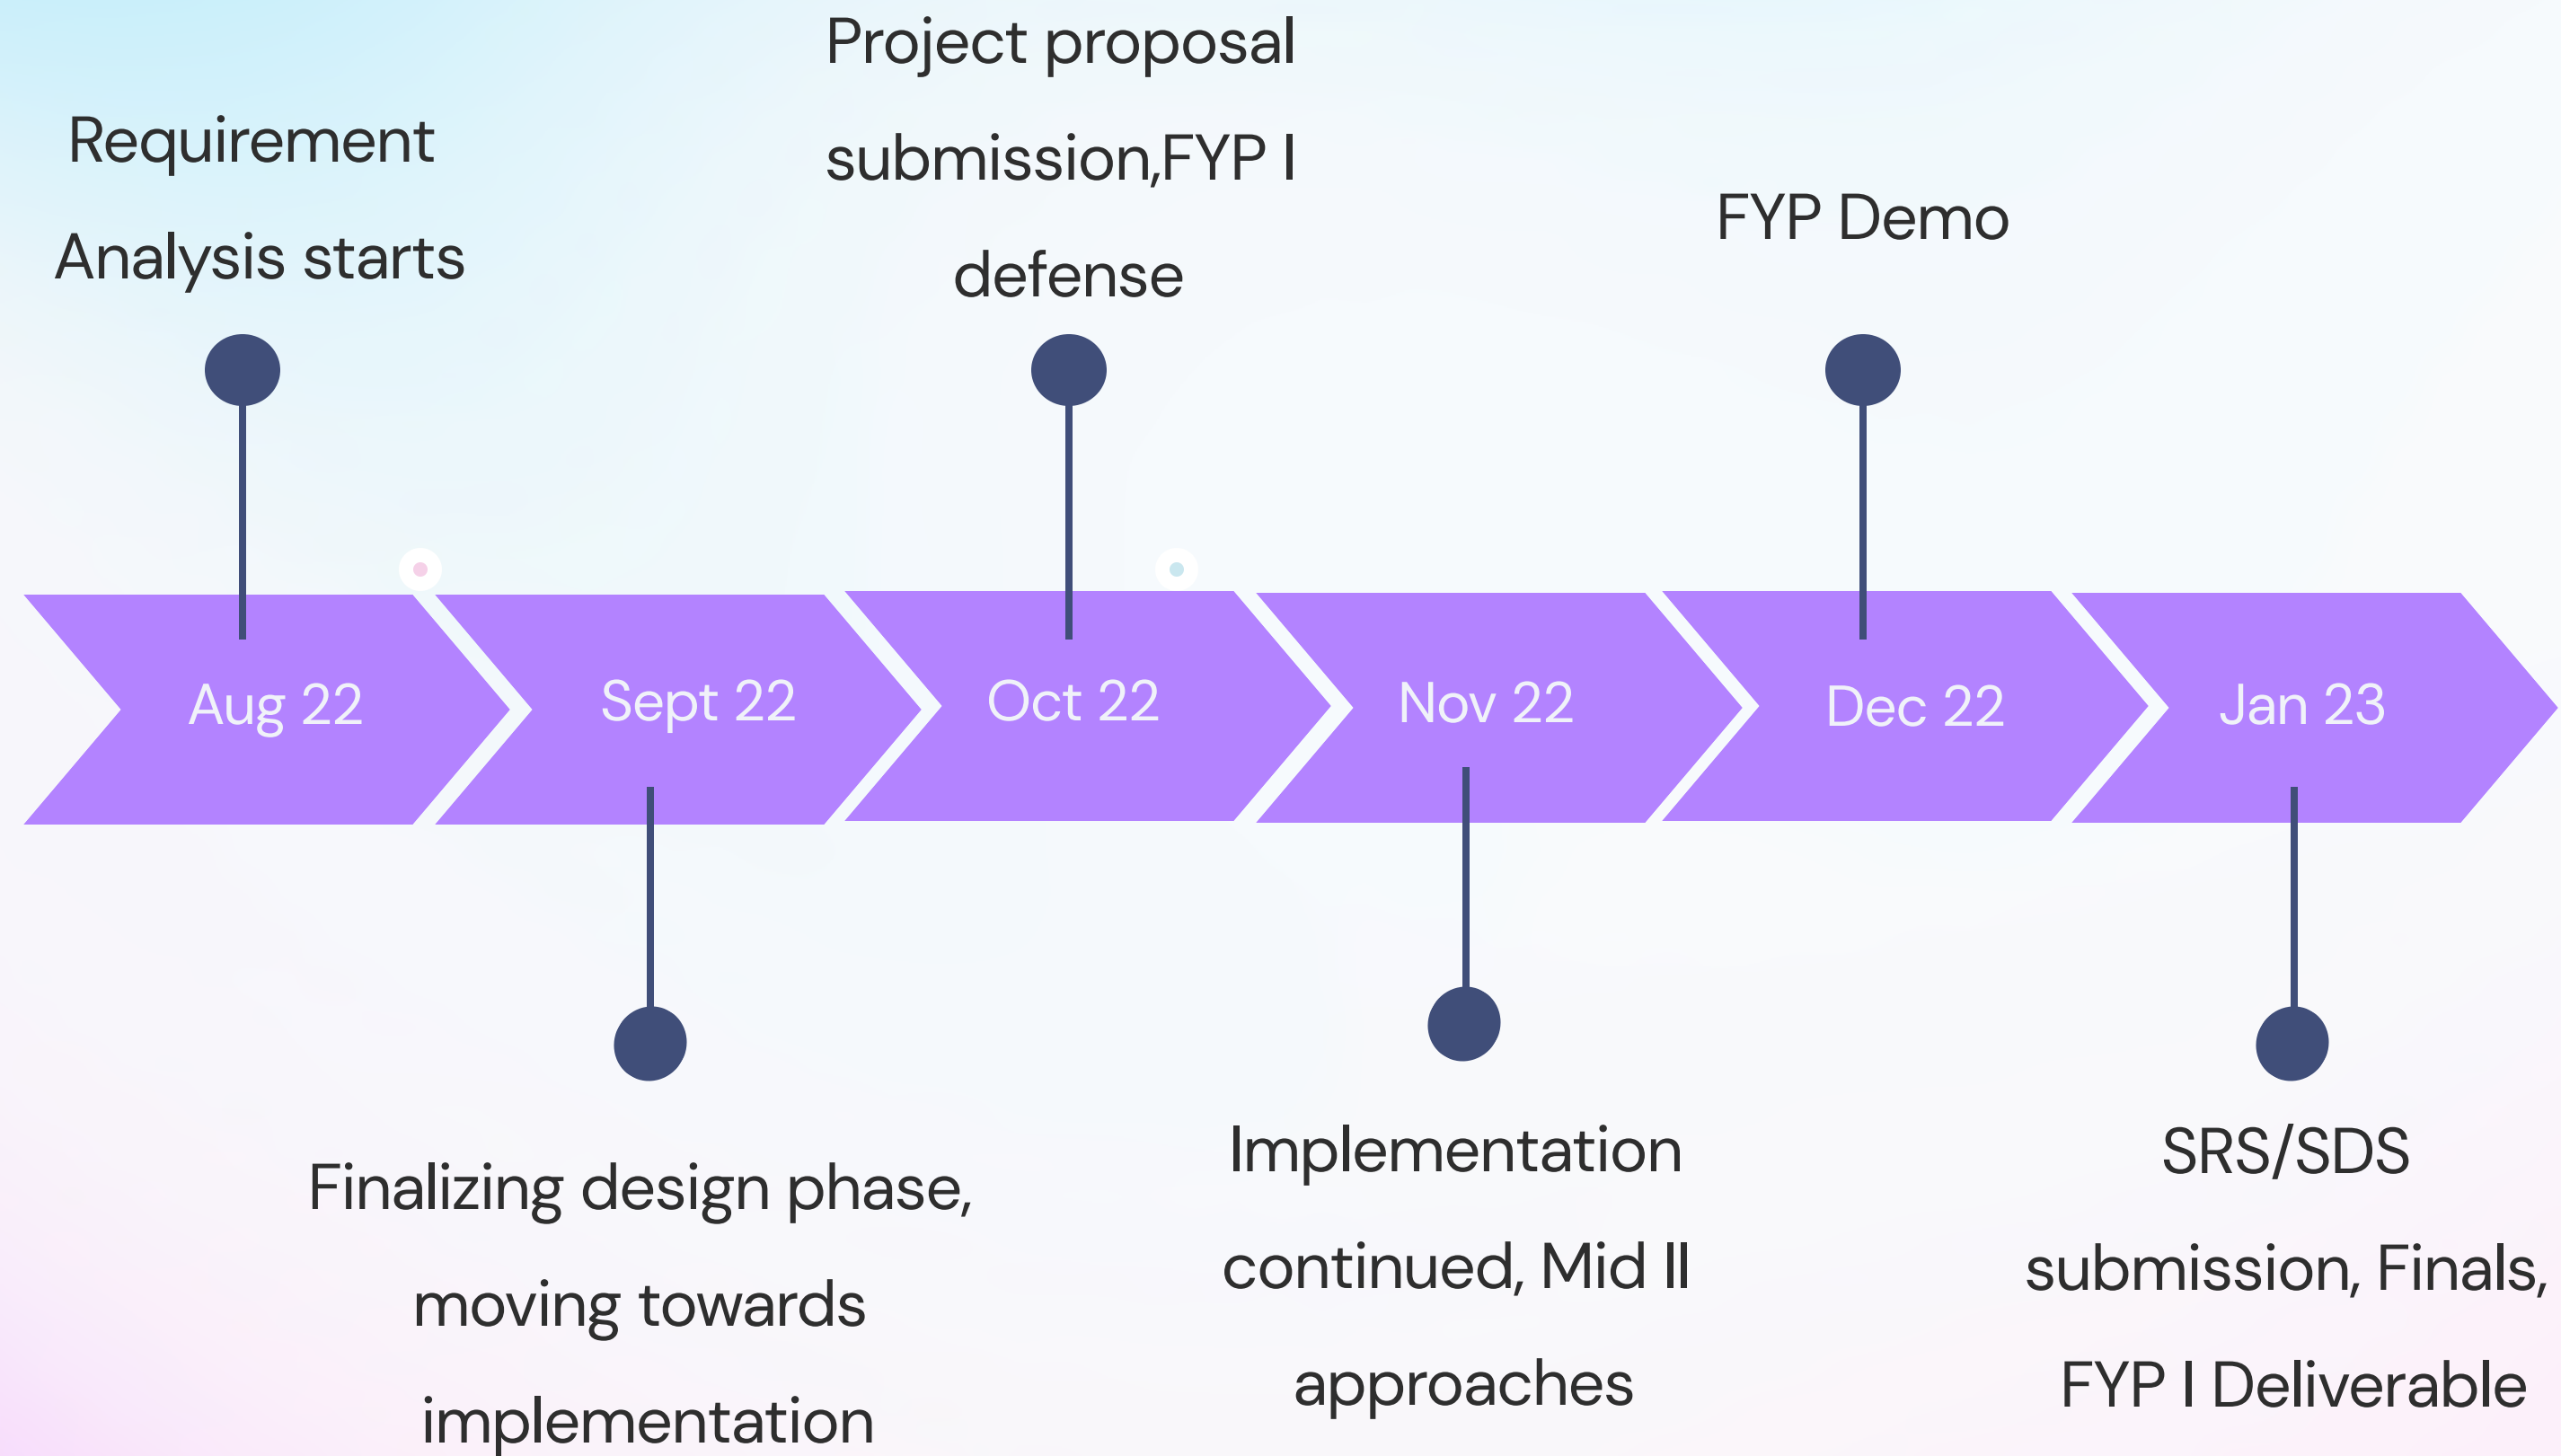 Requirement
Analysis starts
Project proposal
submission,FYP I
defense
FYP Demo
Aug 22
Sept 22
Oct 22
Nov 22
Dec 22
Jan 23
Finalizing design phase,
moving towards
implementation
Implementation
continued, Mid II
approaches
SRS/SDS
submission, Finals,
FYP I Deliverable